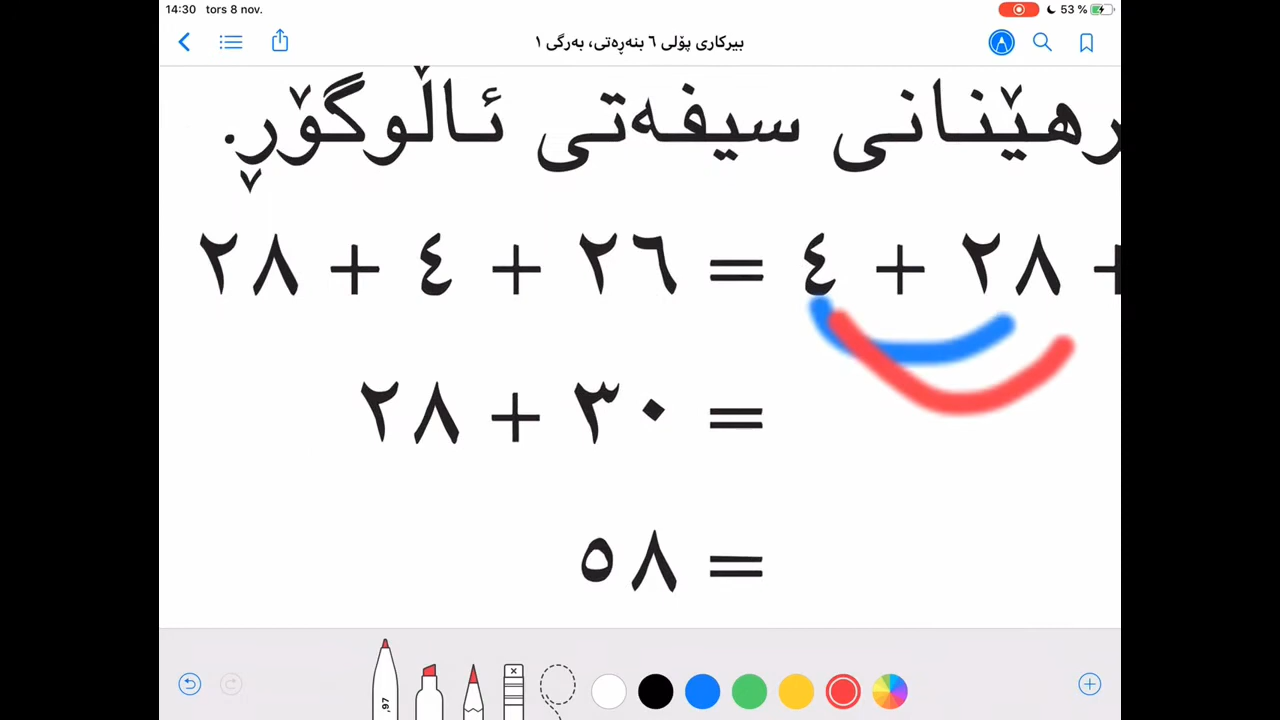 14:30 tors 8 nov. 53 %
بیرکاری پۆلی ٦ بنەڕەتی، بەرگی ١
رهێنانی سیفەتی ئاڵوگۆڕ.
+ ٢٨ + ٤ = ٢٦ + ٤ + ٢٨
= ٣٠ + ٢٨
= ٥٨
97,